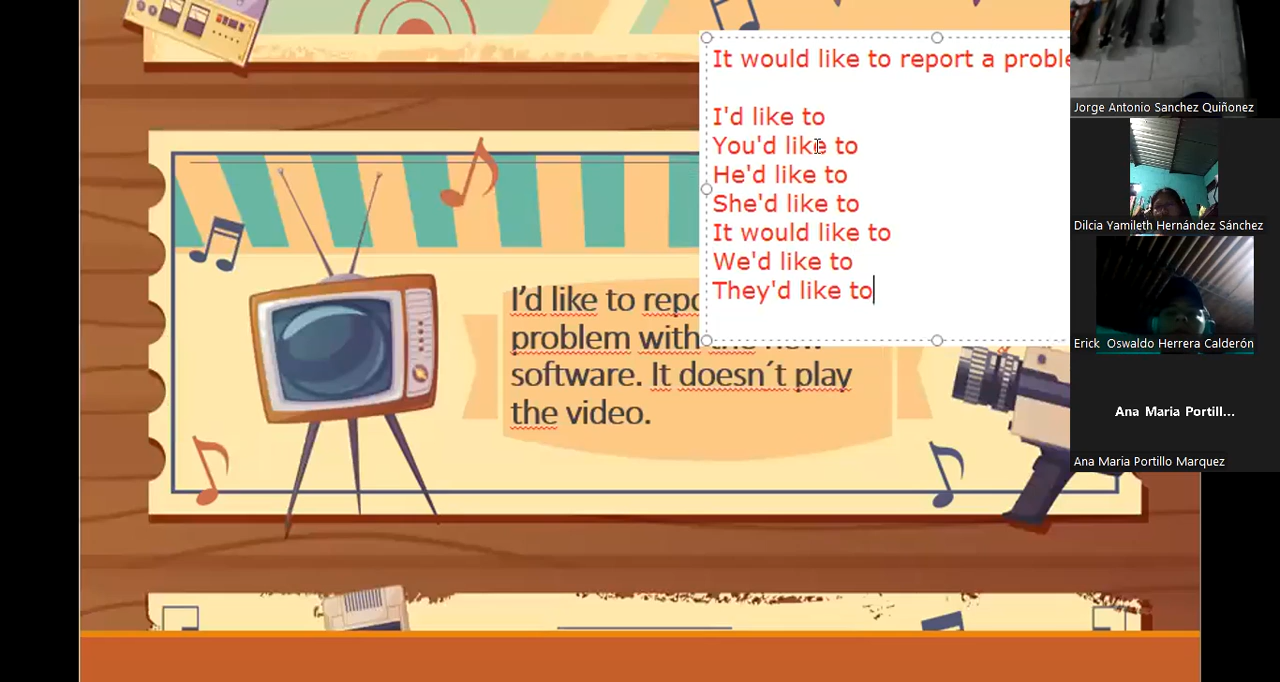 It would like to report a proble
I'd like to
You'd like to
He'd like to
She'd like to
It would like to
We'd like to
They'd like to
I’d like to repo
problem with
software. It doesn´t play
the video.
Jorge Antonio Sanchez Quiñonez
Dilcia Yamileth Hernández Sánchez
Erick Oswaldo Herrera Calderón
Ana Maria Portill...
Ana Maria Portillo Marquez